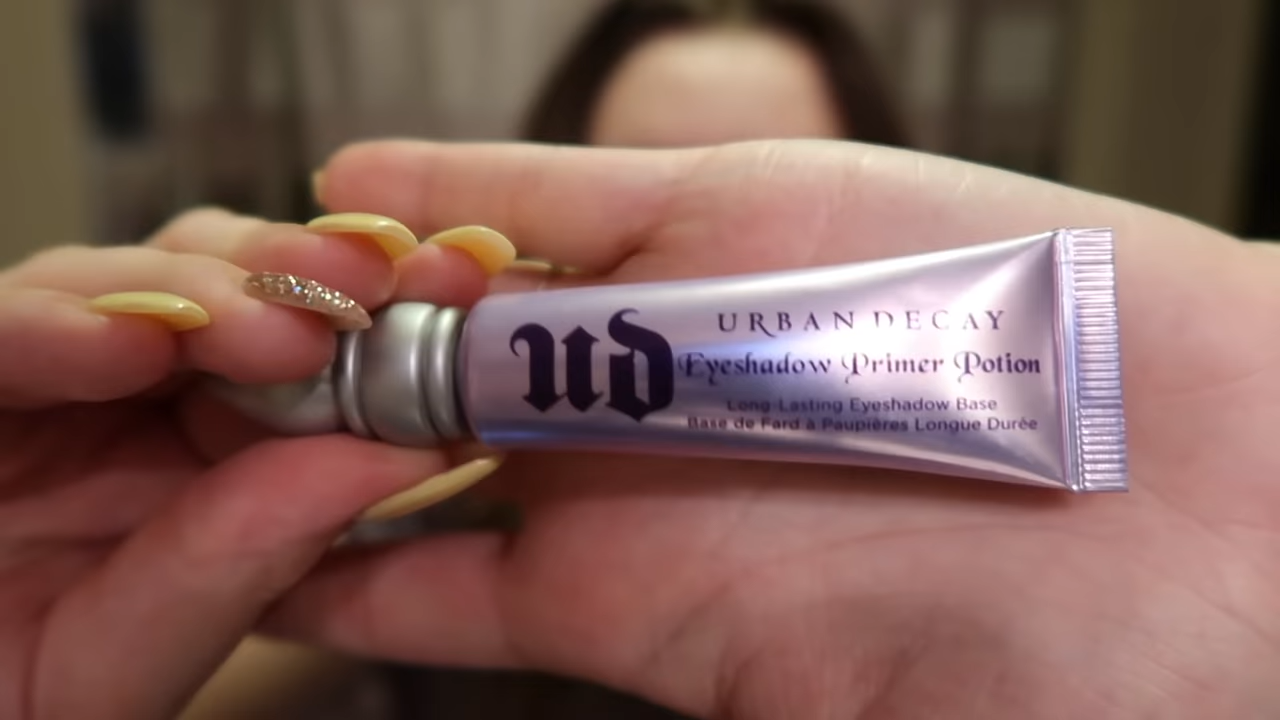 ud
URBAN DECAY
Eyeshadow Primer Potion
Long-Lasting Eyeshadow Base
Base de Fard à Paupières Longue Durée